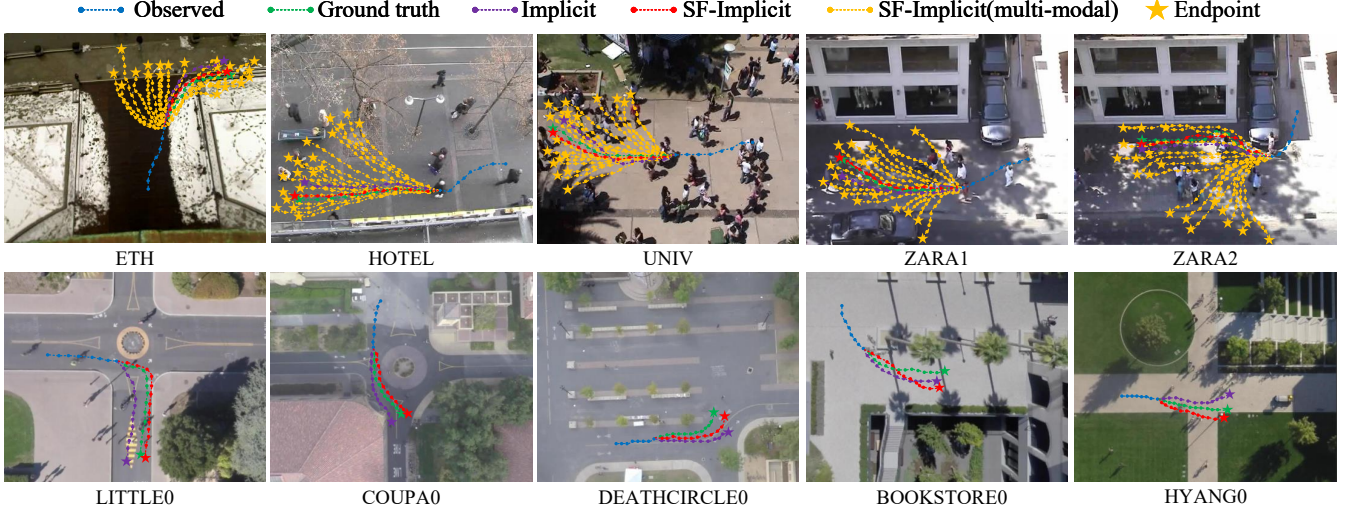 Observed Ground truth Implicit SF-Implicit SF-Implicit(multi-modal) Endpoint
ETH HOTEL UNIV ZARA1 ZARA2
LITTLE0 COUPA0 DEATHCIRCLE0 BOOKSTORE0 HYANG0